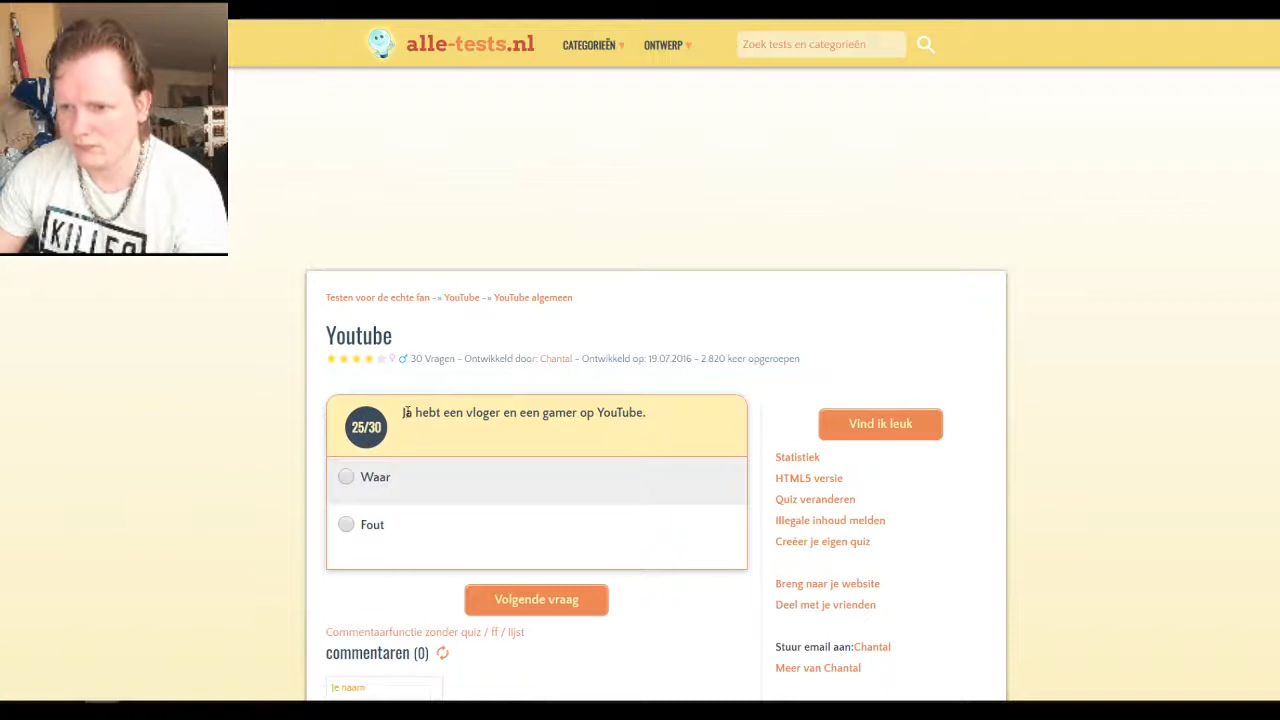 alle-tests.nl
CATEGORIEËN ▾
ONTWERP ▾
Zoek tests en categorieën
Testen voor de echte fan -» YouTube -» YouTube algemeen
Youtube
30 Vragen - Ontwikkeld door: Chantal - Ontwikkeld op: 19.07.2016 - 2.820 keer opgeroepen
25/30
Ja hebt een vloger en een gamer op YouTube.
Waar
Fout
Volgende vraag
Commentaarfunctie zonder quiz / ff / lijst
commentaren (0)
Je naam
Vind ik leuk
Statistiek
HTML5 versie
Quiz veranderen
Illegale inhoud melden
Creëer je eigen quiz
Breng naar je website
Deel met je vrienden
Stuur email aan:Chantal
Meer van Chantal